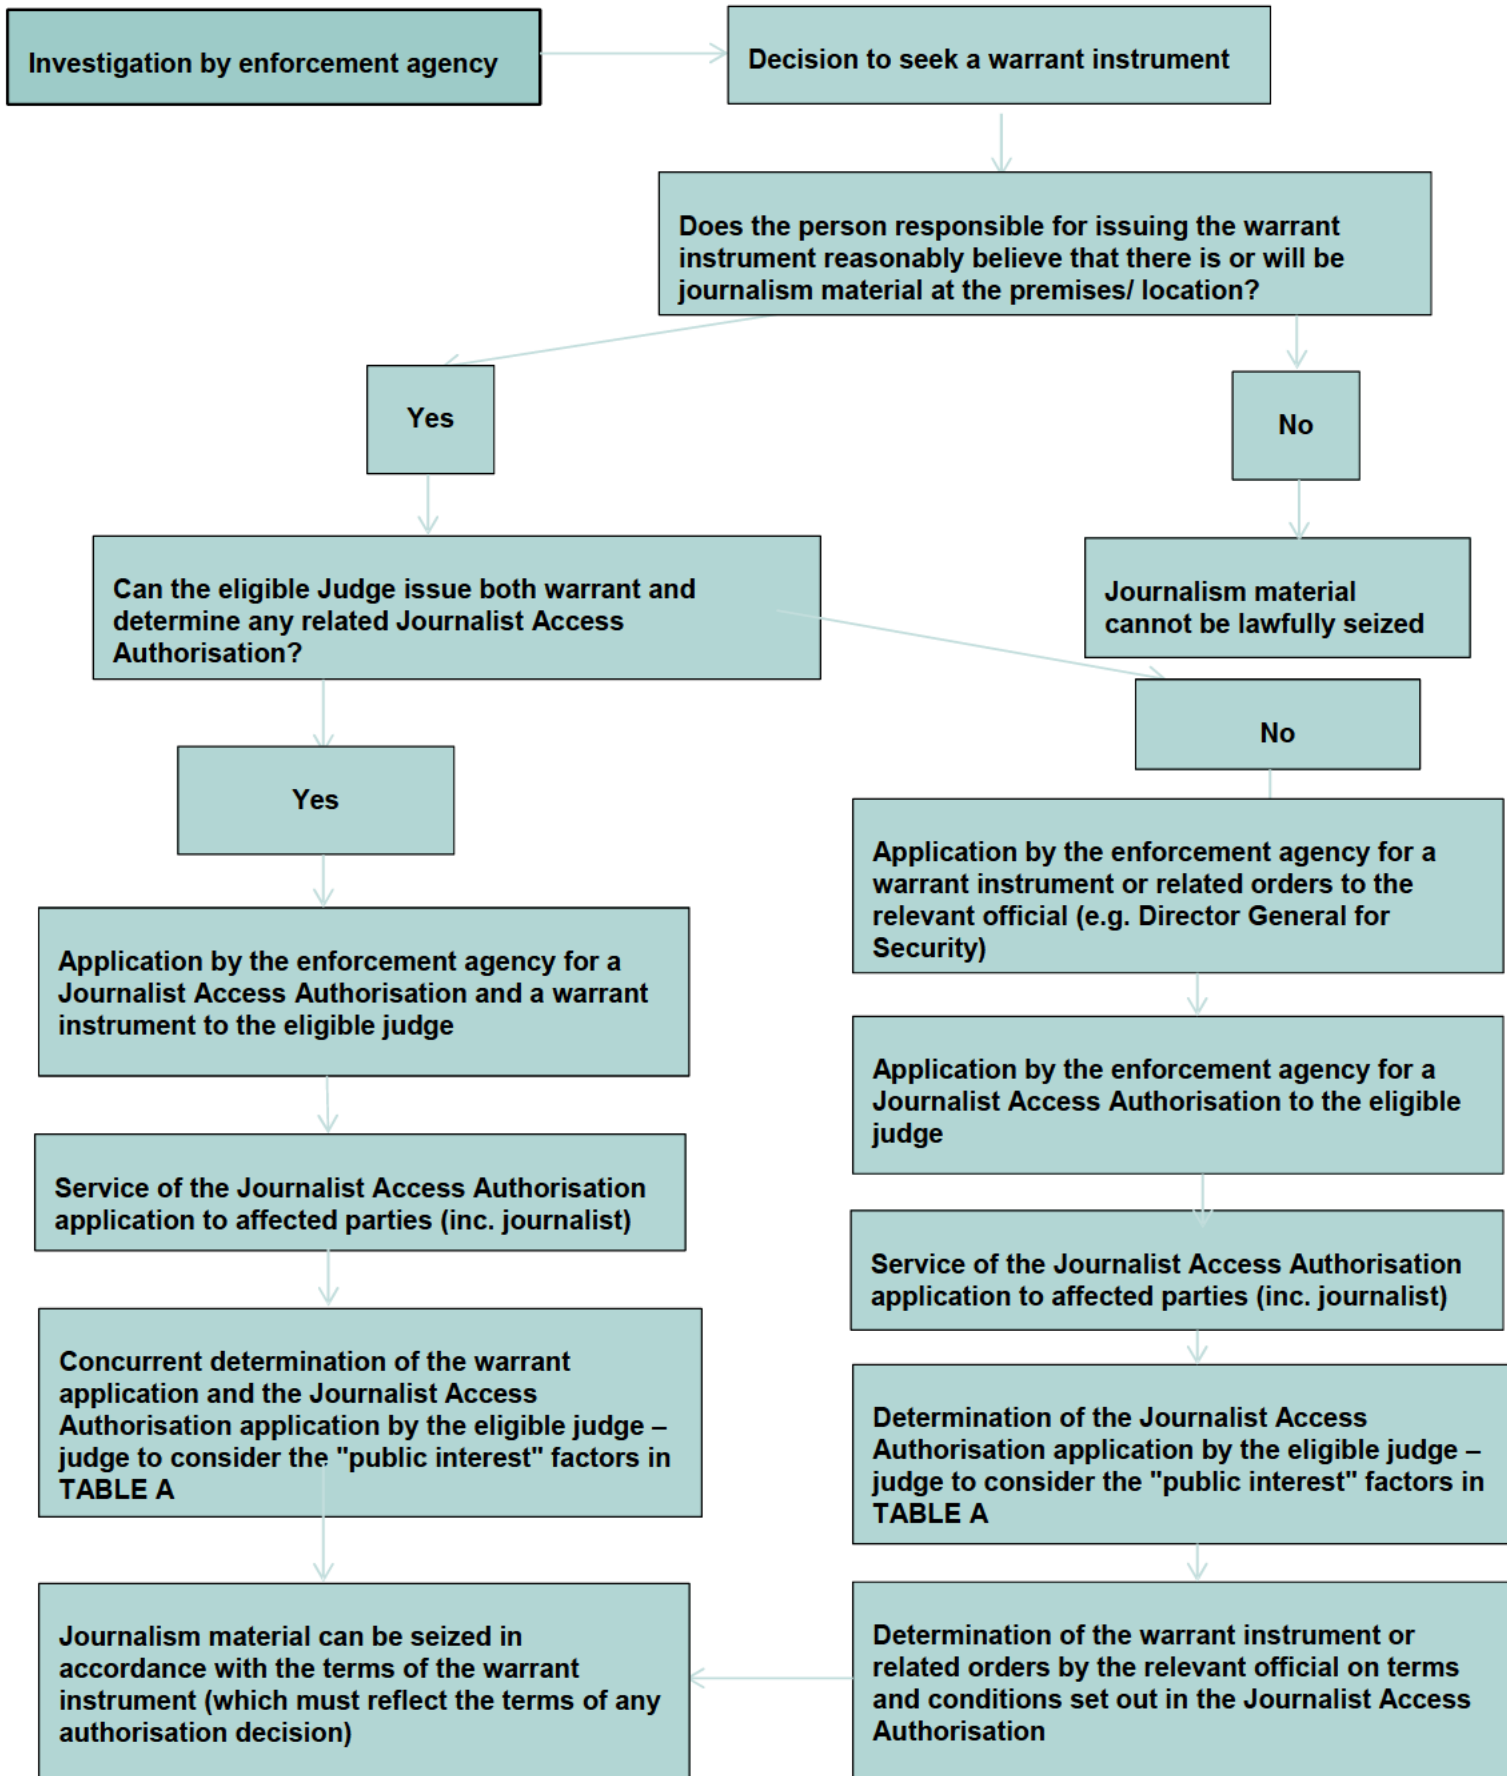 Investigation by enforcement agency
Decision to seek a warrant instrument
Does the person responsible for issuing the warrant
instrument reasonably believe that there is or will be
journalism material at the premises/ location?
Yes
No
Can the eligible Judge issue both warrant and
determine any related Journalist Access
Authorisation?
Journalism material
cannot be lawfully seized
No
Yes
Application by the enforcement agency for a
warrant instrument or related orders to the
relevant official (e.g. Director General for
Security)
Application by the enforcement agency for a
Journalist Access Authorisation and a warrant
instrument to the eligible judge
Application by the enforcement agency for a
Journalist Access Authorisation to the eligible
judge
Service of the Journalist Access Authorisation
application to affected parties (inc. journalist)
Service of the Journalist Access Authorisation
application to affected parties (inc. journalist)
Concurrent determination of the warrant
application and the Journalist Access
Authorisation application by the eligible judge –
judge to consider the "public interest" factors in
TABLE A
Determination of the Journalist Access
Authorisation application by the eligible judge –
judge to consider the "public interest" factors in
TABLE A
Journalism material can be seized in
accordance with the terms of the warrant
instrument (which must reflect the terms of any
authorisation decision)
Determination of the warrant instrument or
related orders by the relevant official on terms
and conditions set out in the Journalist Access
Authorisation